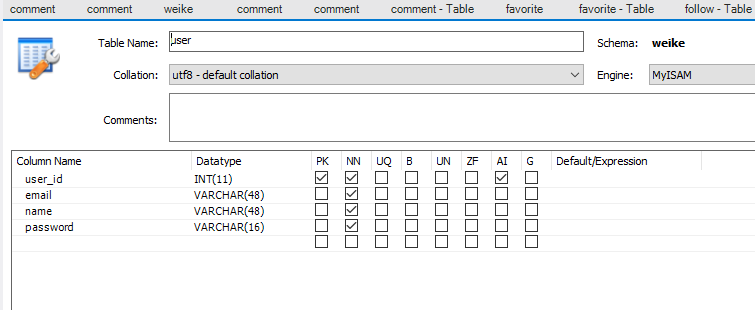 comment comment weike comment comment comment - Table favorite favorite - Table follow - Table
Table Name: user Schema: weike
Collation: utf8 - default collation Engine: MyISAM
Comments:
Column Name Datatype PK NN UQ B UN ZF AI G Default/Expression
user_id INT(11)
email VARCHAR(48)
name VARCHAR(48)
password VARCHAR(16)